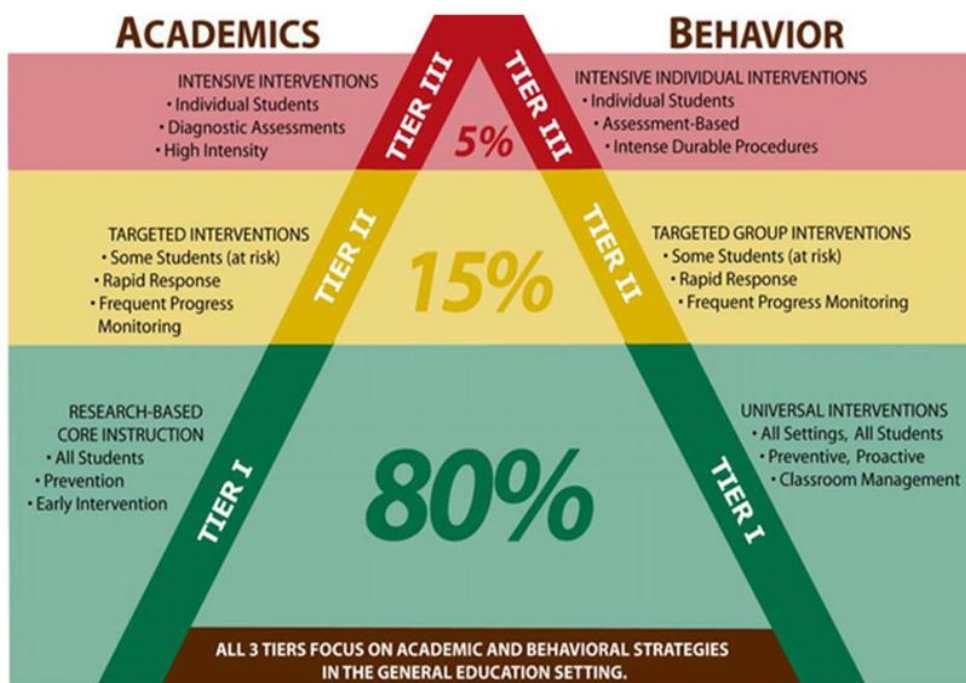 ACADEMICS
INTENSIVE INTERVENTIONS
• Individual Students
• Diagnostic Assessments
• High Intensity
TIER III
5%
TARGETED INTERVENTIONS
• Some Students (at risk)
• Rapid Response
• Frequent Progress
Monitoring
TIER II
15%
RESEARCH-BASED
CORE INSTRUCTION
• All Students
• Prevention
• Early Intervention
TIER I
80%
BEHAVIOR
TIER III
INTENSIVE INDIVIDUAL INTERVENTIONS
• Individual Students
• Assessment-Based
• Intense Durable Procedures
TIER II
TARGETED GROUP INTERVENTIONS
• Some Students (at risk)
• Rapid Response
• Frequent Progress Monitoring
TIER I
UNIVERSAL INTERVENTIONS
• All Settings, All Students
• Preventive, Proactive
• Classroom Management
ALL 3 TIERS FOCUS ON ACADEMIC AND BEHAVIORAL STRATEGIES
IN THE GENERAL EDUCATION SETTING.